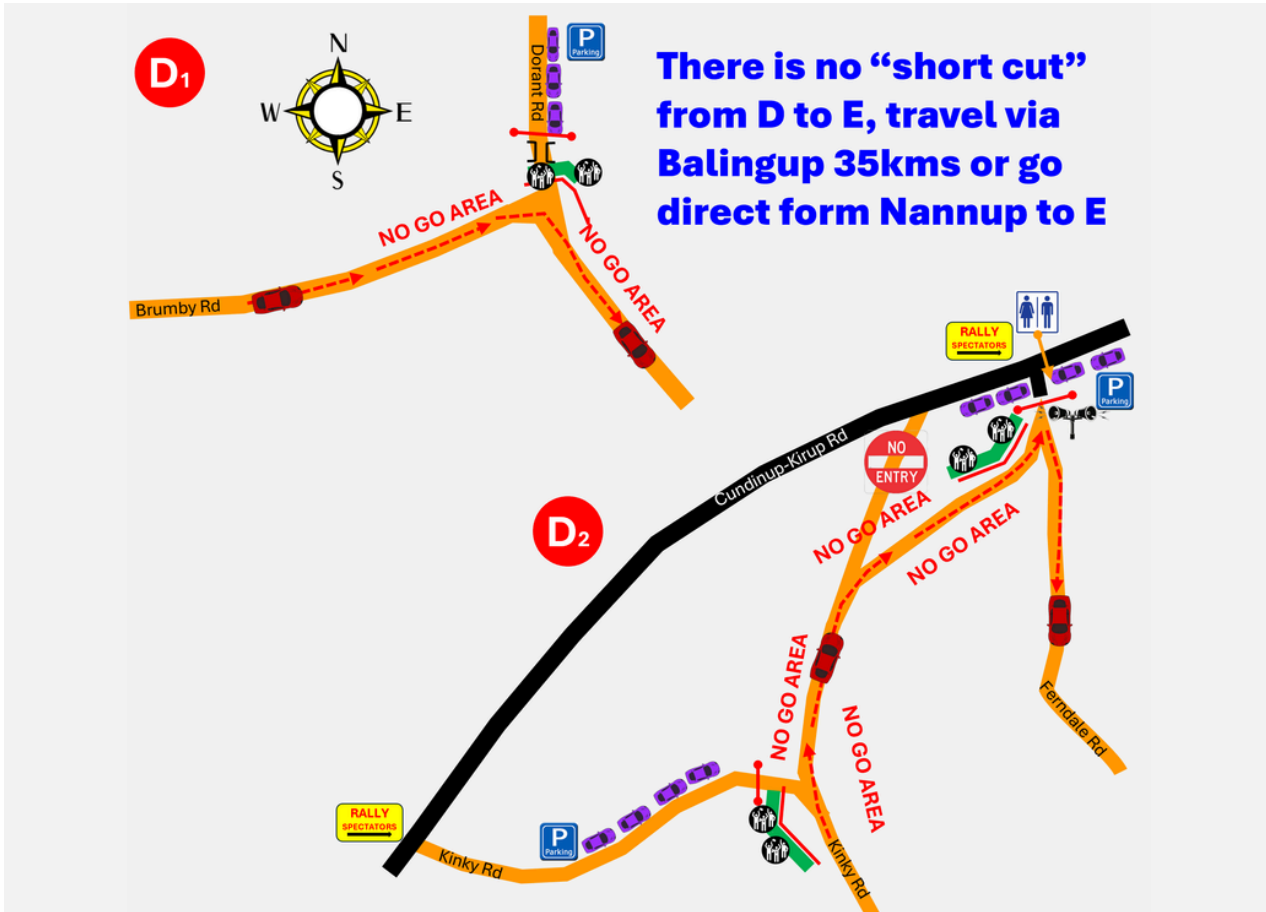 D1
N
W
E
S
Dorant Rd
P
Parking
There is no “short cut”
from D to E, travel via
Balingup 35kms or go
direct form Nannup to E
NO GO AREA
NO GO AREA
Brumby Rd
RALLY
SPECTATORS
P
Parking
Cundinup-Kirup Rd
NO
ENTRY
D2
NO GO AREA
NO GO AREA
NO GO AREA
NO GO AREA
Ferndale Rd
RALLY
SPECTATORS
P
Parking
Kinky Rd
Kinky Rd